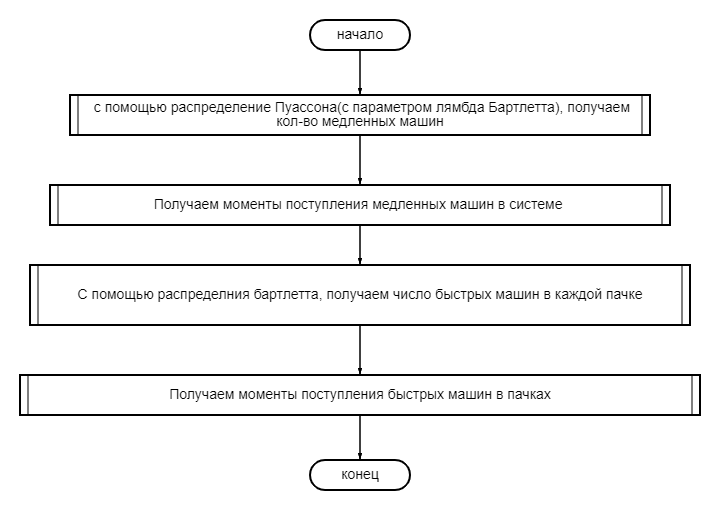 начало
с помощью распределение Пуассона(с параметром лямбда Бартлетта), получаем
кол-во медленных машин
Получаем моменты поступления медленных машин в системе
С помощью распределния бартлетта, получаем число быстрых машин в каждой пачке
Получаем моменты поступления быстрых машин в пачках
конец